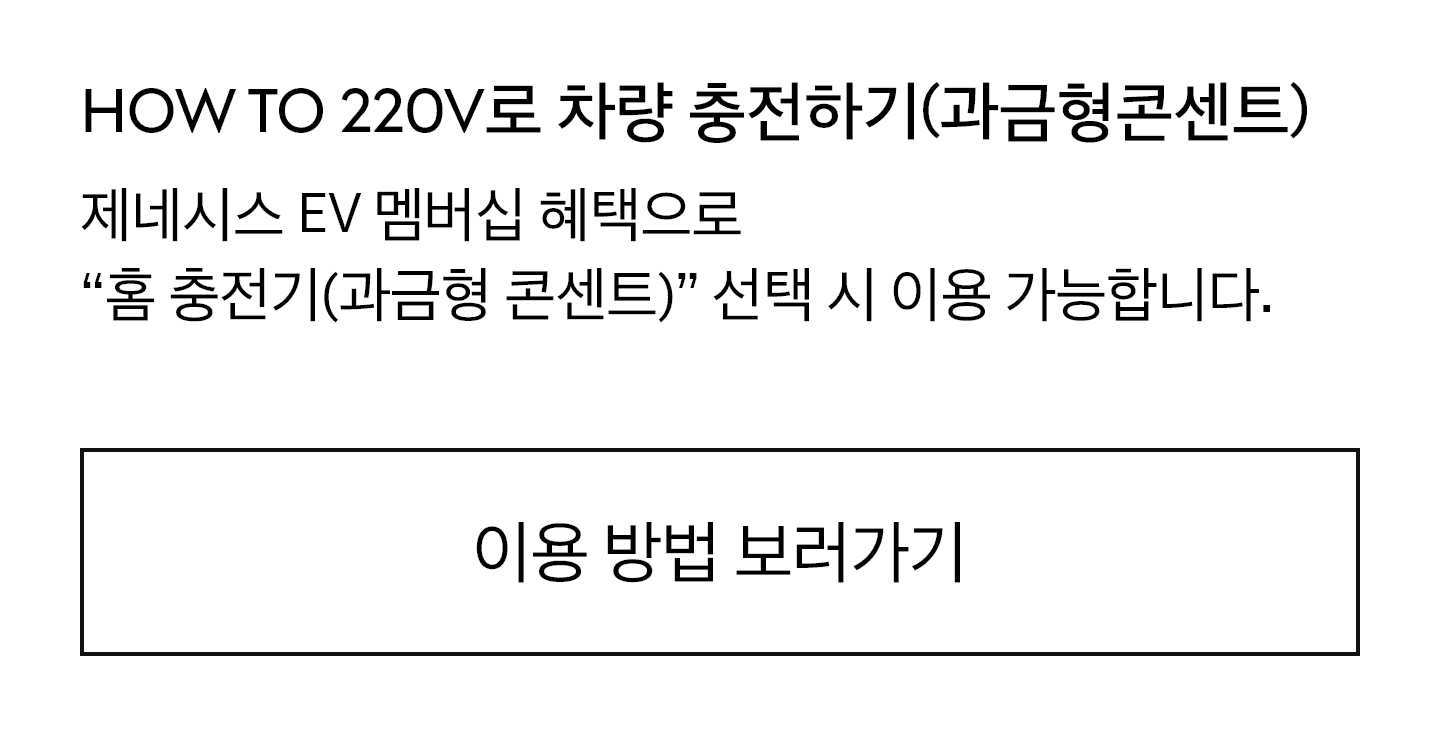 HOW TO 220V로 차량 충전하기(과금형콘센트)
제네시스 EV 멤버십 혜택으로
“홈 충전기(과금형 콘센트)” 선택 시 이용 가능합니다.
이용 방법 보러가기